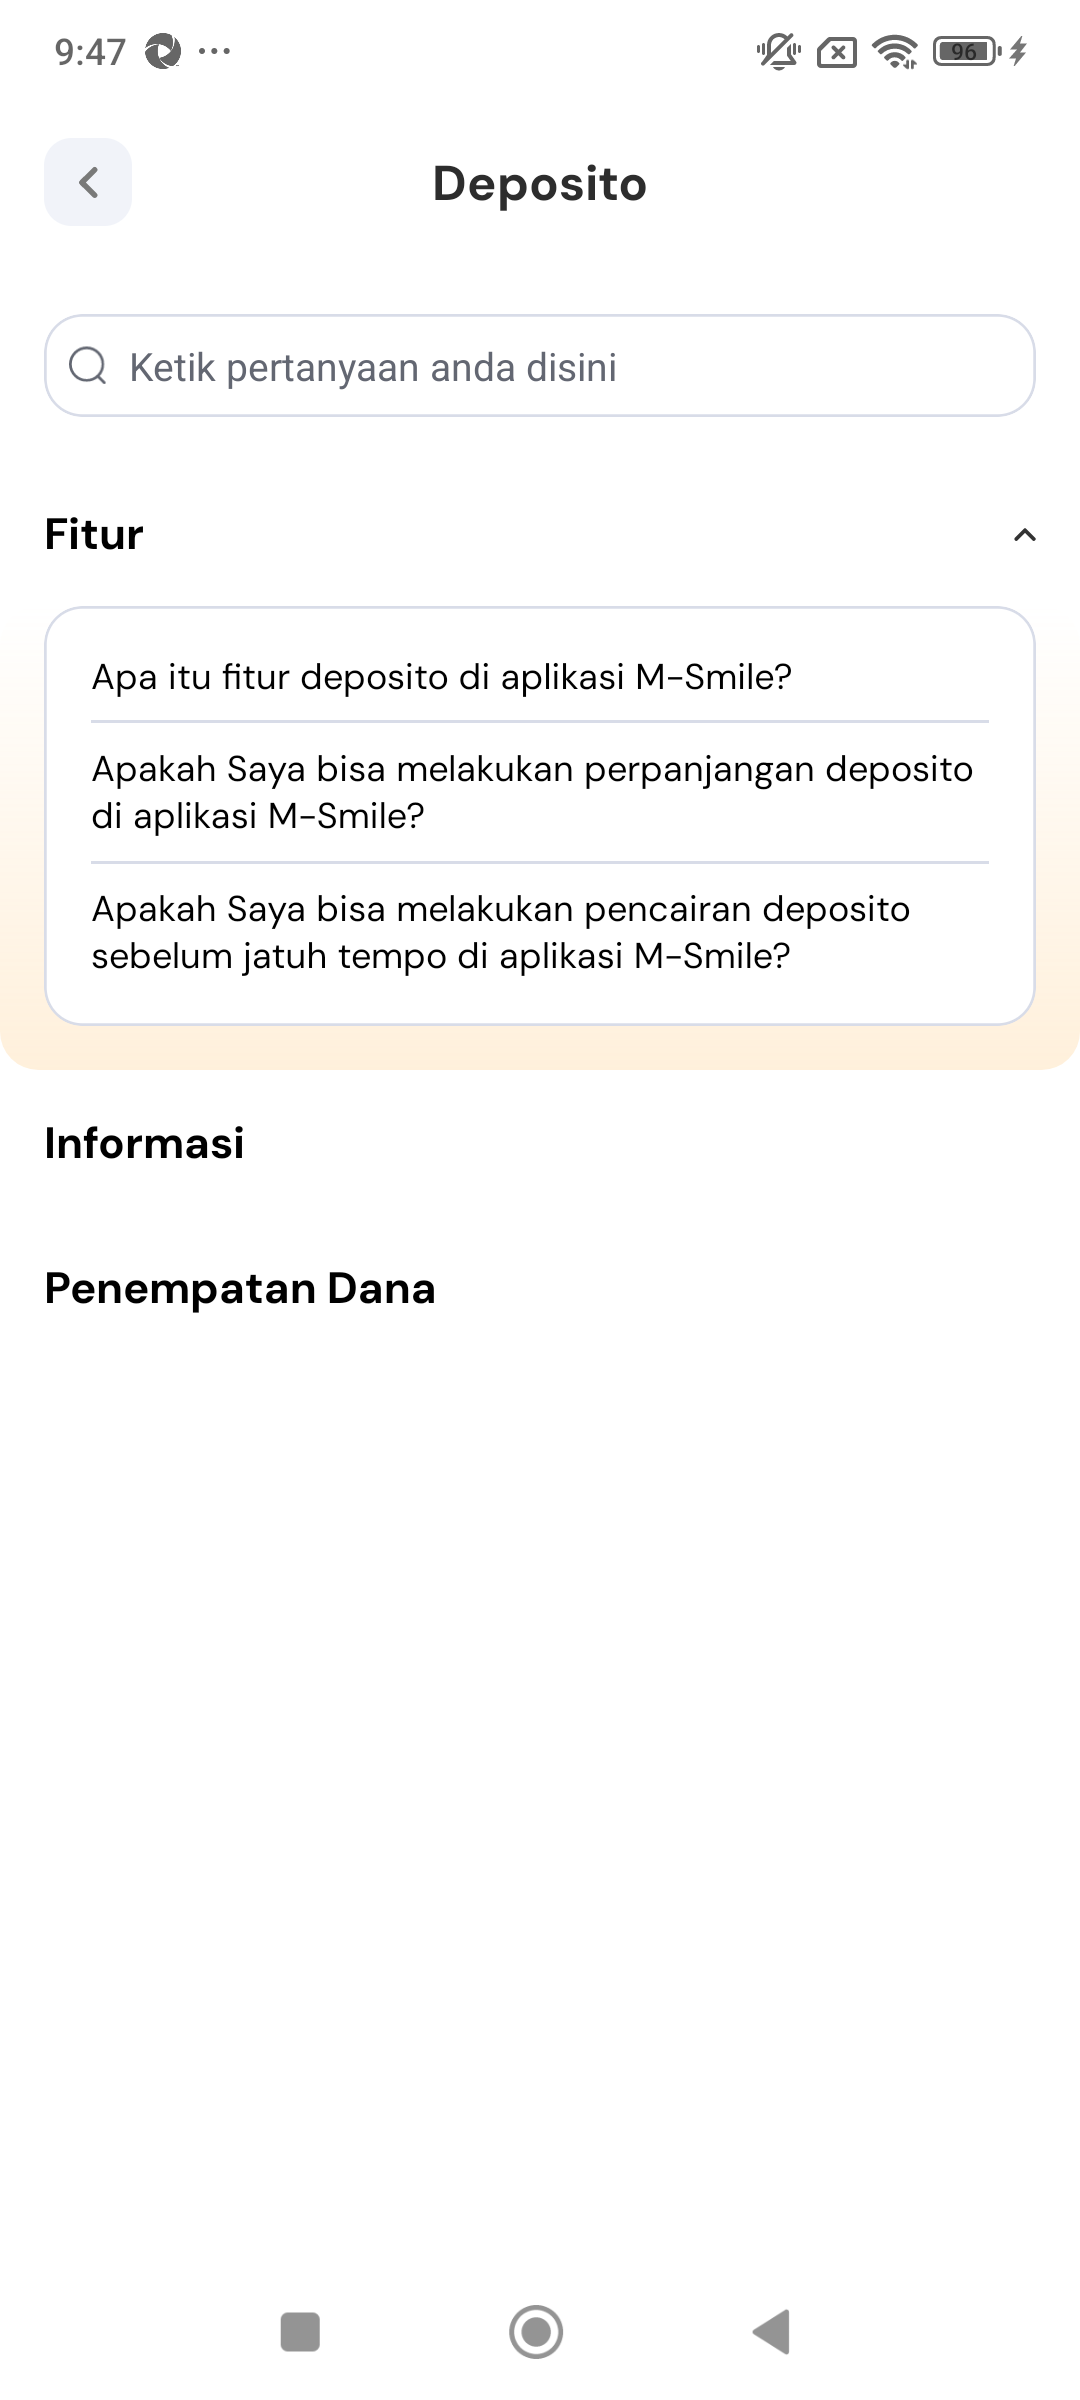 9:47
96
Deposito
Ketik pertanyaan anda disini
Fitur
Apa itu fitur deposito di aplikasi M-Smile?
Apakah Saya bisa melakukan perpanjangan deposito
di aplikasi M-Smile?
Apakah Saya bisa melakukan pencairan deposito
sebelum jatuh tempo di aplikasi M-Smile?
Informasi
Penempatan Dana